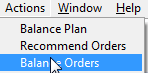 Actions Window Help
Balance Plan
Recommend Orders
Balance Orders